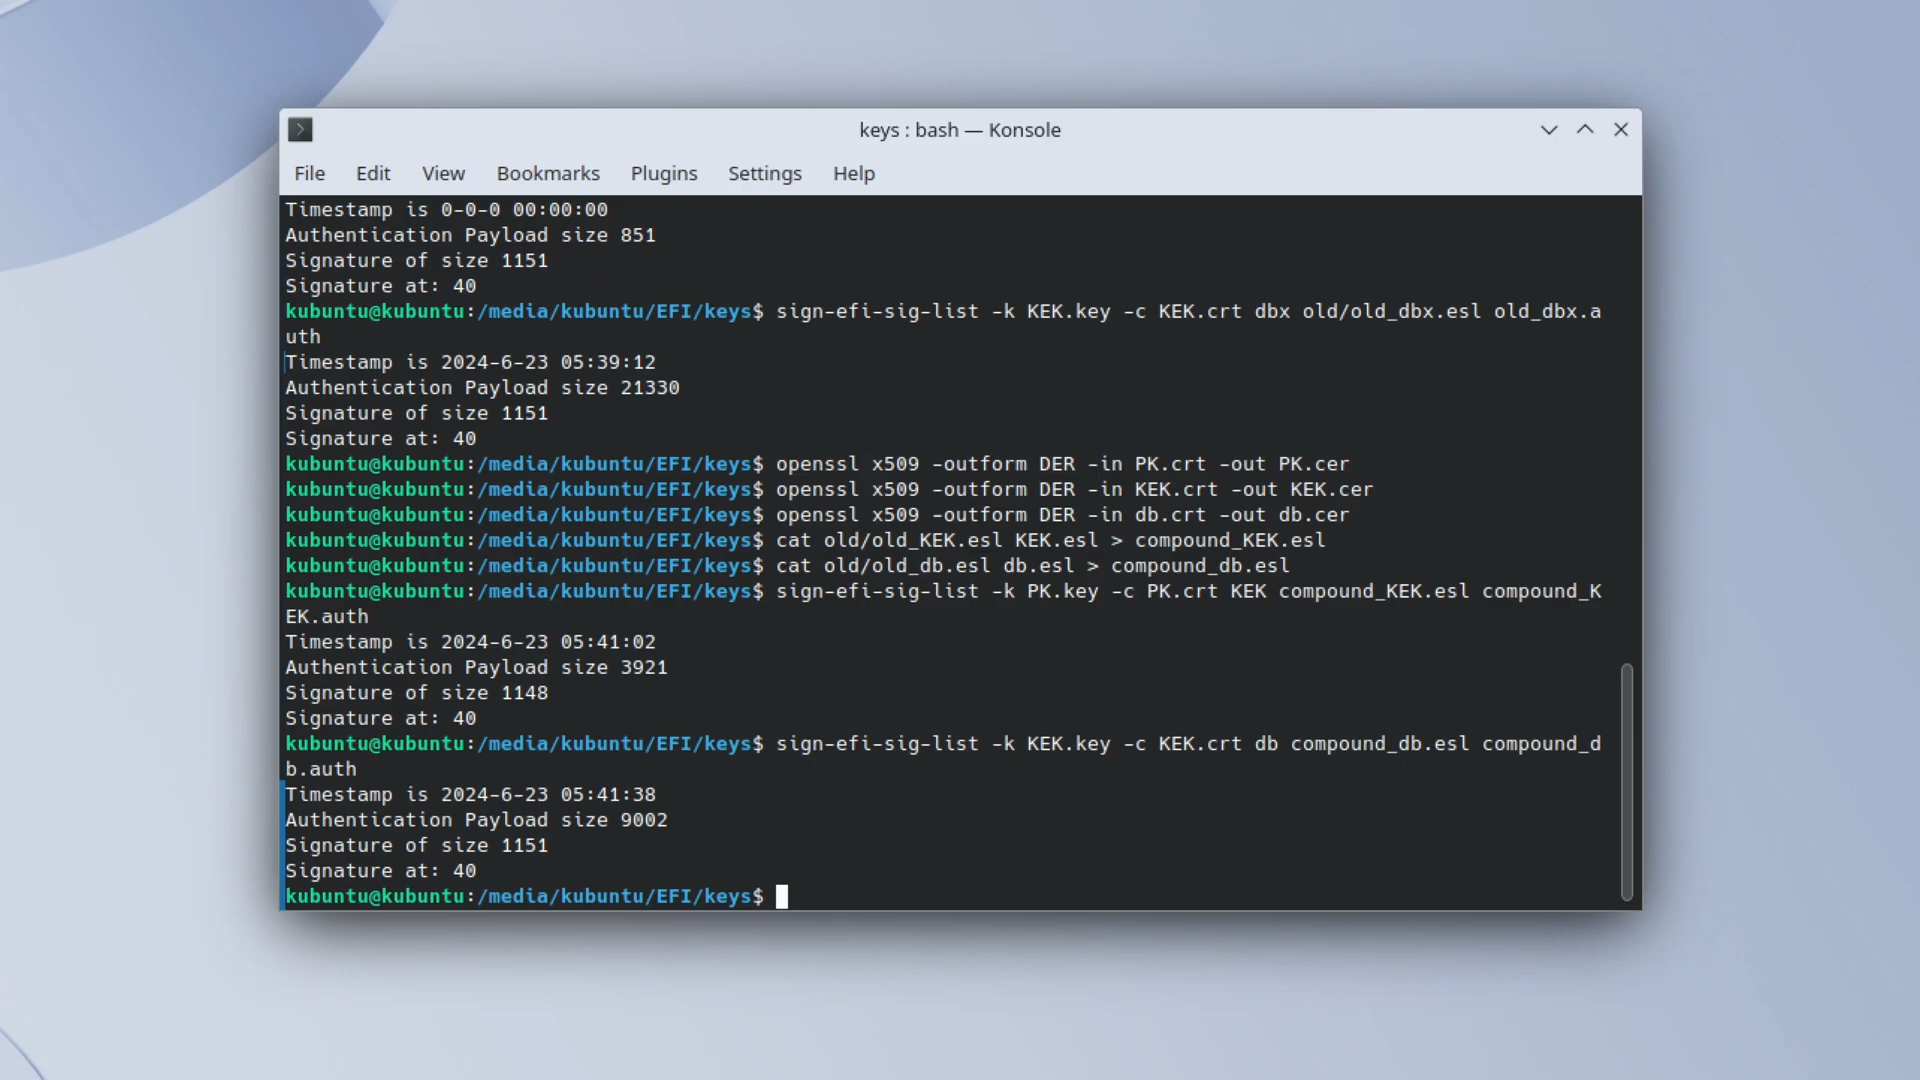 keys : bash — Konsole
File Edit View Bookmarks Plugins Settings Help
Timestamp is 0-0-0 00:00:00
Authentication Payload size 851
Signature of size 1151
Signature at: 40
kubuntu@kubuntu:/media/kubuntu/EFI/keys$ sign-efi-sig-list -k KEK.key -c KEK.crt dbx old/old_dbx.esl old_dbx.a
uth
Timestamp is 2024-6-23 05:39:12
Authentication Payload size 21330
Signature of size 1151
Signature at: 40
kubuntu@kubuntu:/media/kubuntu/EFI/keys$ openssl x509 -outform DER -in PK.crt -out PK.cer
kubuntu@kubuntu:/media/kubuntu/EFI/keys$ openssl x509 -outform DER -in KEK.crt -out KEK.cer
kubuntu@kubuntu:/media/kubuntu/EFI/keys$ openssl x509 -outform DER -in db.crt -out db.cer
kubuntu@kubuntu:/media/kubuntu/EFI/keys$ cat old/old_KEK.esl KEK.esl > compound_KEK.esl
kubuntu@kubuntu:/media/kubuntu/EFI/keys$ cat old/old_db.esl db.esl > compound_db.esl
kubuntu@kubuntu:/media/kubuntu/EFI/keys$ sign-efi-sig-list -k PK.key -c PK.crt KEK compound_KEK.esl compound_K
EK.auth
Timestamp is 2024-6-23 05:41:02
Authentication Payload size 3921
Signature of size 1148
Signature at: 40
kubuntu@kubuntu:/media/kubuntu/EFI/keys$ sign-efi-sig-list -k KEK.key -c KEK.crt db compound_db.esl compound_d
b.auth
Timestamp is 2024-6-23 05:41:38
Authentication Payload size 9002
Signature of size 1151
Signature at: 40
kubuntu@kubuntu:/media/kubuntu/EFI/keys$